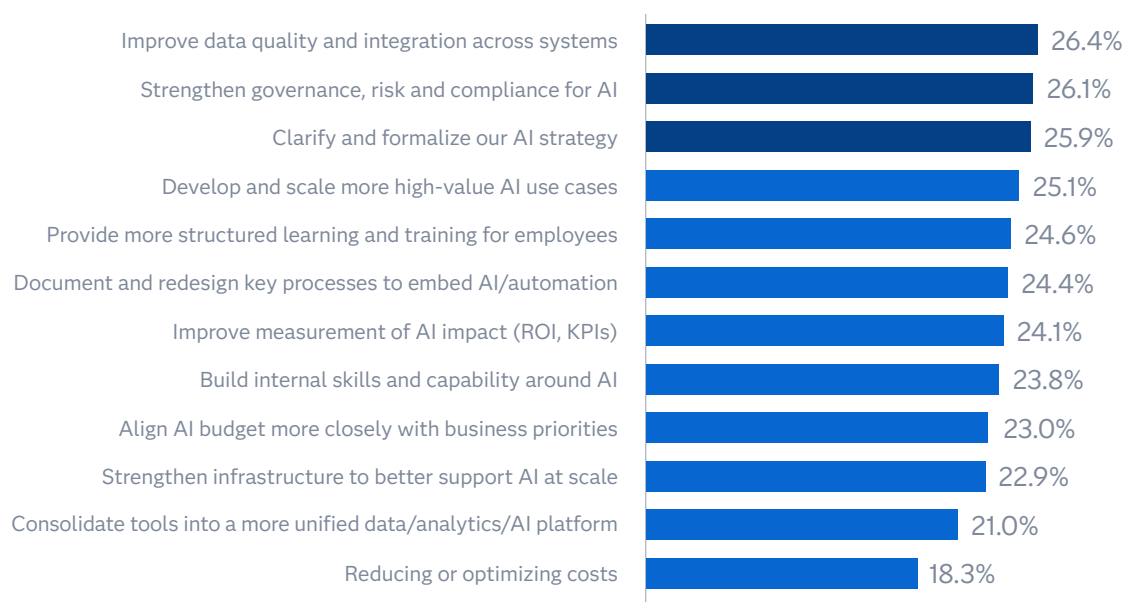 Improve data quality and integration across systems 26.4%
Strengthen governance, risk and compliance for AI 26.1%
Clarify and formalize our AI strategy 25.9%
Develop and scale more high-value AI use cases 25.1%
Provide more structured learning and training for employees 24.6%
Document and redesign key processes to embed AI/automation 24.4%
Improve measurement of AI impact (ROI, KPIs) 24.1%
Build internal skills and capability around AI 23.8%
Align AI budget more closely with business priorities 23.0%
Strengthen infrastructure to better support AI at scale 22.9%
Consolidate tools into a more unified data/analytics/AI platform 21.0%
Reducing or optimizing costs 18.3%